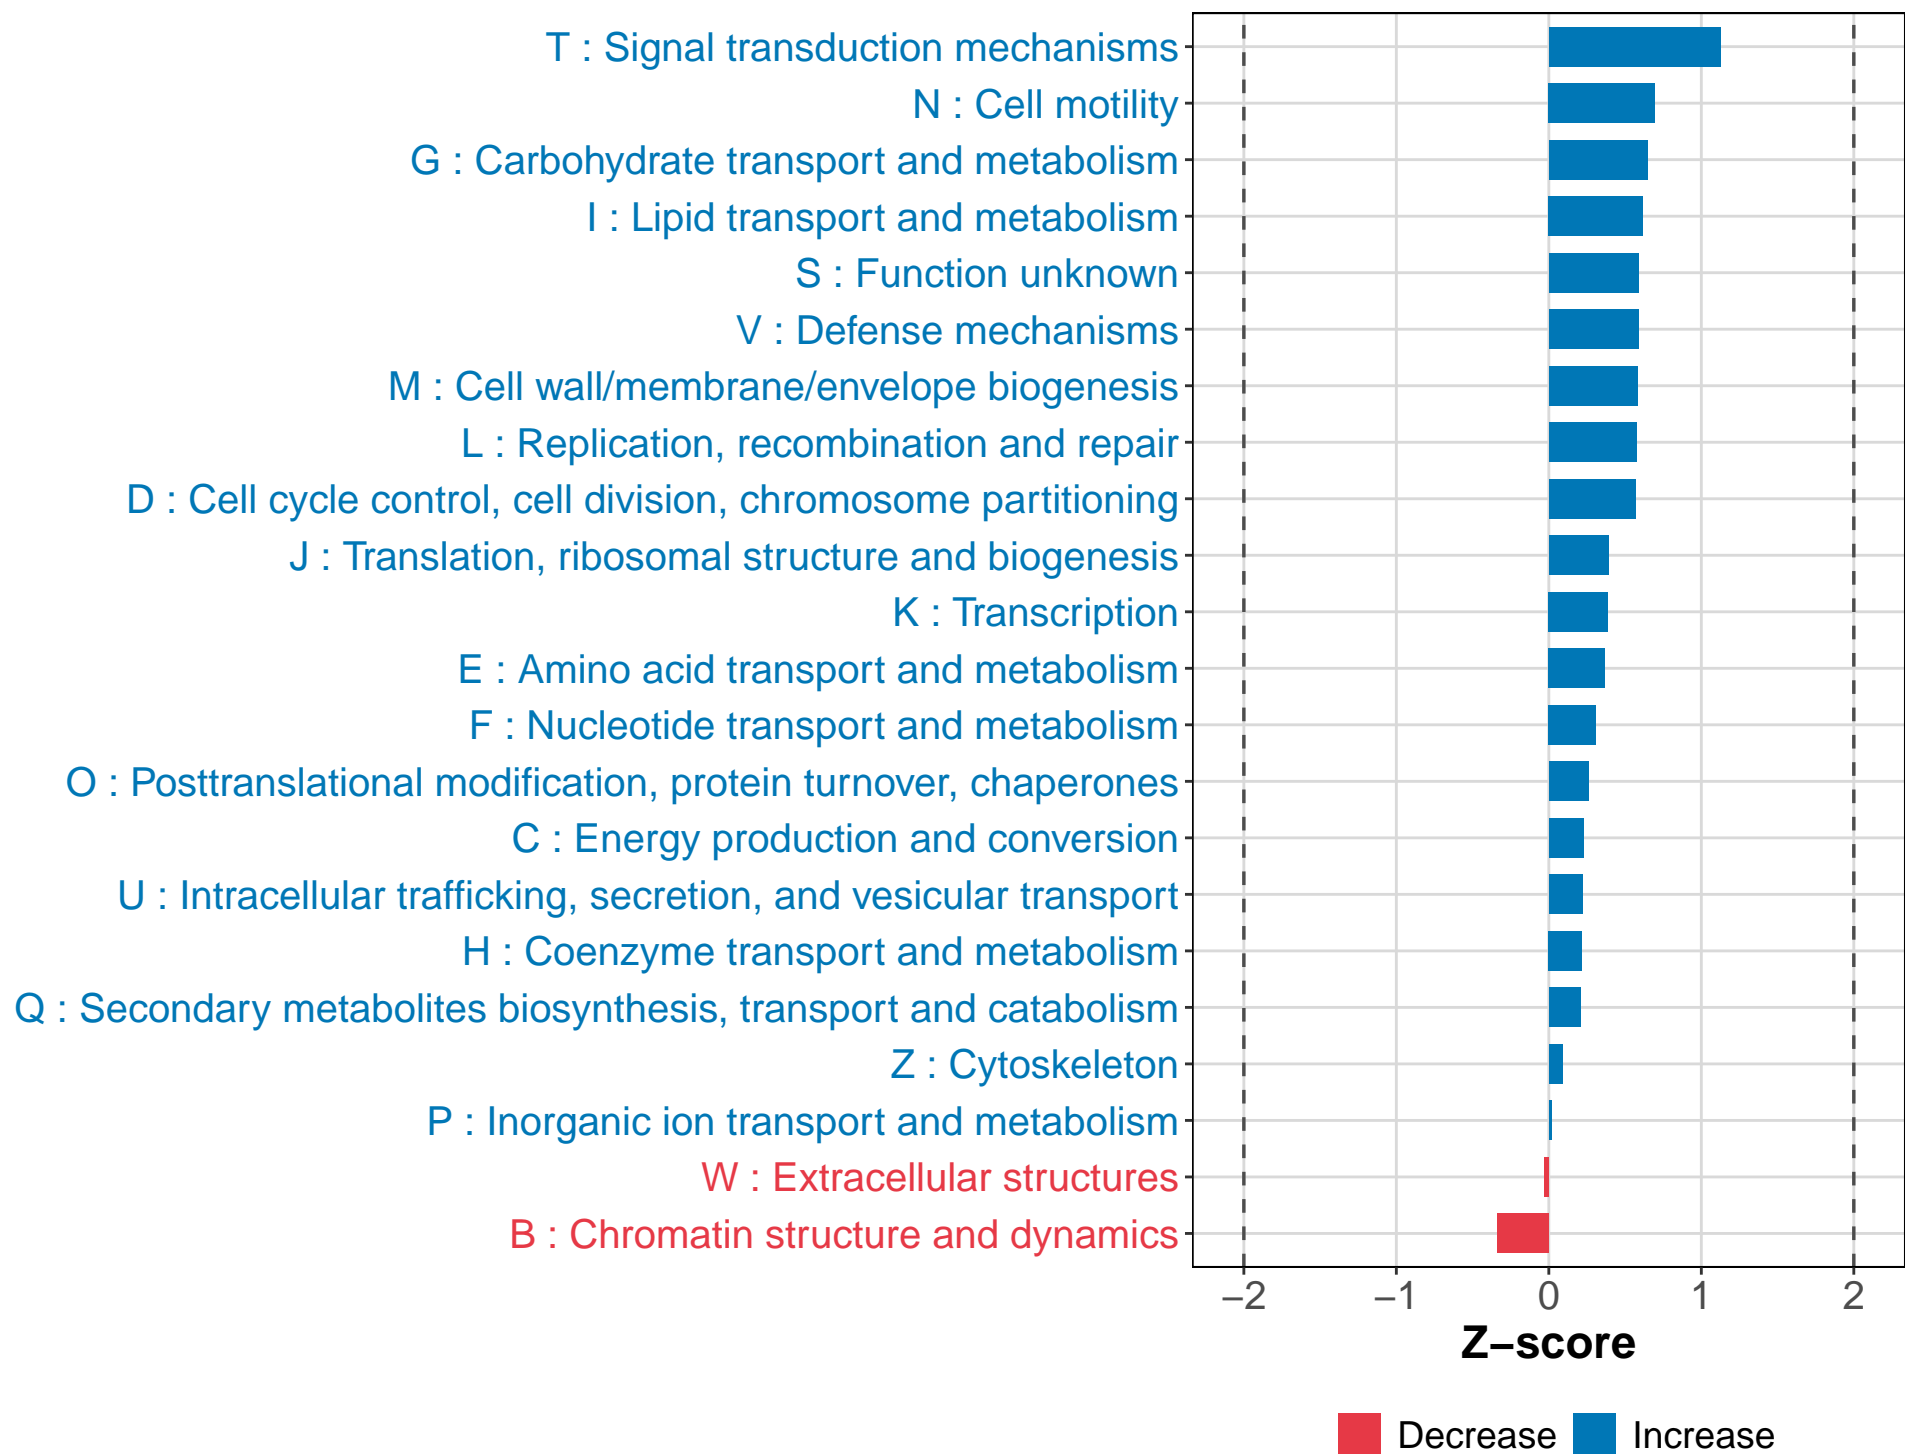 T : Signal transduction mechanisms
N : Cell motility
G : Carbohydrate transport and metabolism
I : Lipid transport and metabolism
S : Function unknown
V : Defense mechanisms
M : Cell wall/membrane/envelope biogenesis
L : Replication, recombination and repair
D : Cell cycle control, cell division, chromosome partitioning
J : Translation, ribosomal structure and biogenesis
K : Transcription
E : Amino acid transport and metabolism
F : Nucleotide transport and metabolism
O : Posttranslational modification, protein turnover, chaperones
C : Energy production and conversion
U : Intracellular trafficking, secretion, and vesicular transport
H : Coenzyme transport and metabolism
Q : Secondary metabolites biosynthesis, transport and catabolism
Z : Cytoskeleton
P : Inorganic ion transport and metabolism
W : Extracellular structures
B : Chromatin structure and dynamics
−2 −1 0 1 2
Z−score
Decrease Increase